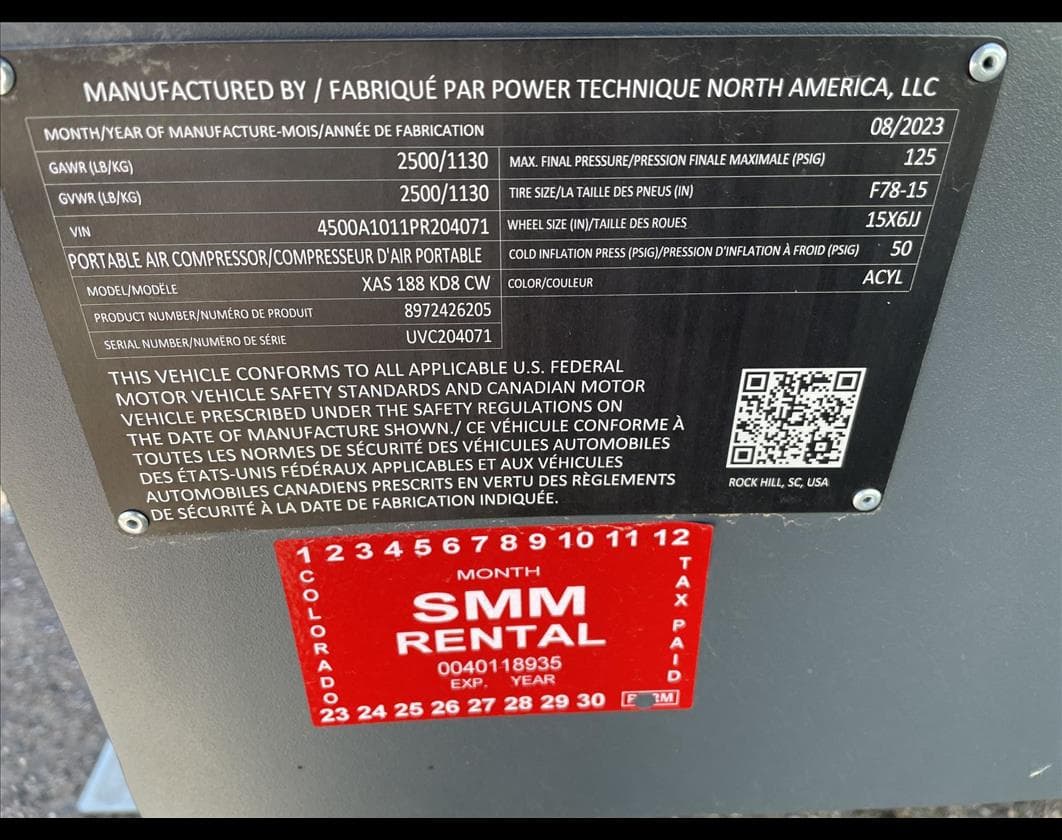 MANUFACTURED BY / FABRIQUÉ PAR POWER TECHNIQUE NORTH AMERICA, LLC
MONTH/YEAR OF MANUFACTURE-MOIS/ANNÉE DE FABRICATION 08/2023
GAWR (LB/KG) 2500/1130 MAX. FINAL PRESSURE/PRESSION FINALE MAXIMALE (PSIG) 125
GVWR (LB/KG) 2500/1130 TIRE SIZE/LA TAILLE DES PNEUS (IN) F78-15
VIN 4500A1011PR204071 WHEEL SIZE (IN)/TAILLE DES ROUES 15X6JJ
PORTABLE AIR COMPRESSOR/COMPRESSEUR D'AIR PORTABLE COLD INFLATION PRESS (PSIG)/PRESSION D'INFLATION À FROID (PSIG) 50
MODEL/MODÈLE XAS 188 KD8 CW COLOR/COULEUR ACYL
PRODUCT NUMBER/NUMÉRO DE PRODUIT 8972426205
SERIAL NUMBER/NUMÉRO DE SÉRIE UVC204071
THIS VEHICLE CONFORMS TO ALL APPLICABLE U.S. FEDERAL
MOTOR VEHICLE SAFETY STANDARDS AND CANADIAN MOTOR
VEHICLE PRESCRIBED UNDER THE SAFETY REGULATIONS ON
THE DATE OF MANUFACTURE SHOWN./ CE VÉHICULE CONFORME À
TOUTES LES NORMES DE SÉCURITÉ DES VÉHICULES AUTOMOBILES
DES ÉTATS-UNIS FÉDÉRAUX APPLICABLES ET AUX VÉHICULES
AUTOMOBILES CANADIENS PRESCRITS EN VERTU DES RÈGLEMENTS
DE SÉCURITÉ À LA DATE DE FABRICATION INDIQUÉE.
ROCK HILL, SC, USA
1 2 3 4 5 6 7 8 9 10 11 12
MONTH
COLORADO
SMM
RENTAL
TAX PAID
0040118935
EXP. YEAR
23 24 25 26 27 28 29 30